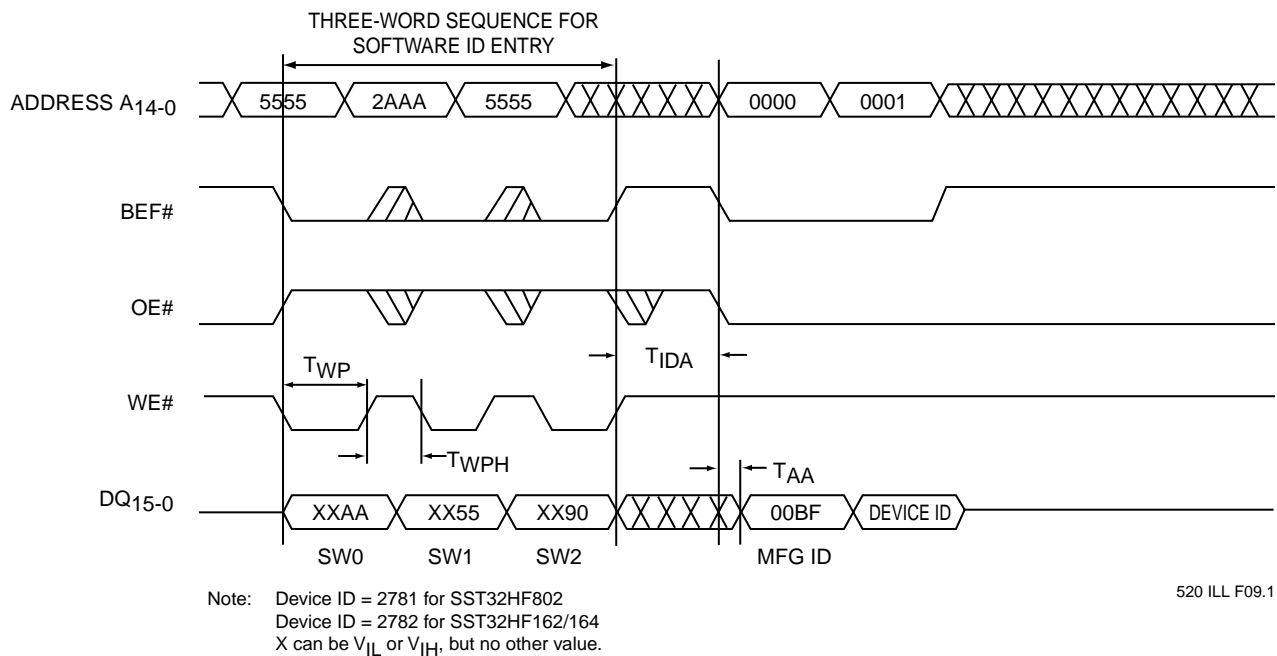 THREE-WORD SEQUENCE FOR
SOFTWARE ID ENTRY
ADDRESS A14-0
5555 2AAA 5555 0000 0001
BEF#
OE#
TWP
TIDA
WE#
TWPH
TAA
DQ15-0
XXAA XX55 XX90 00BF DEVICE ID
SW0 SW1 SW2 MFG ID
Note: Device ID = 2781 for SST32HF802
Device ID = 2782 for SST32HF162/164
X can be VIL or VIH, but no other value.
520 ILL F09.1